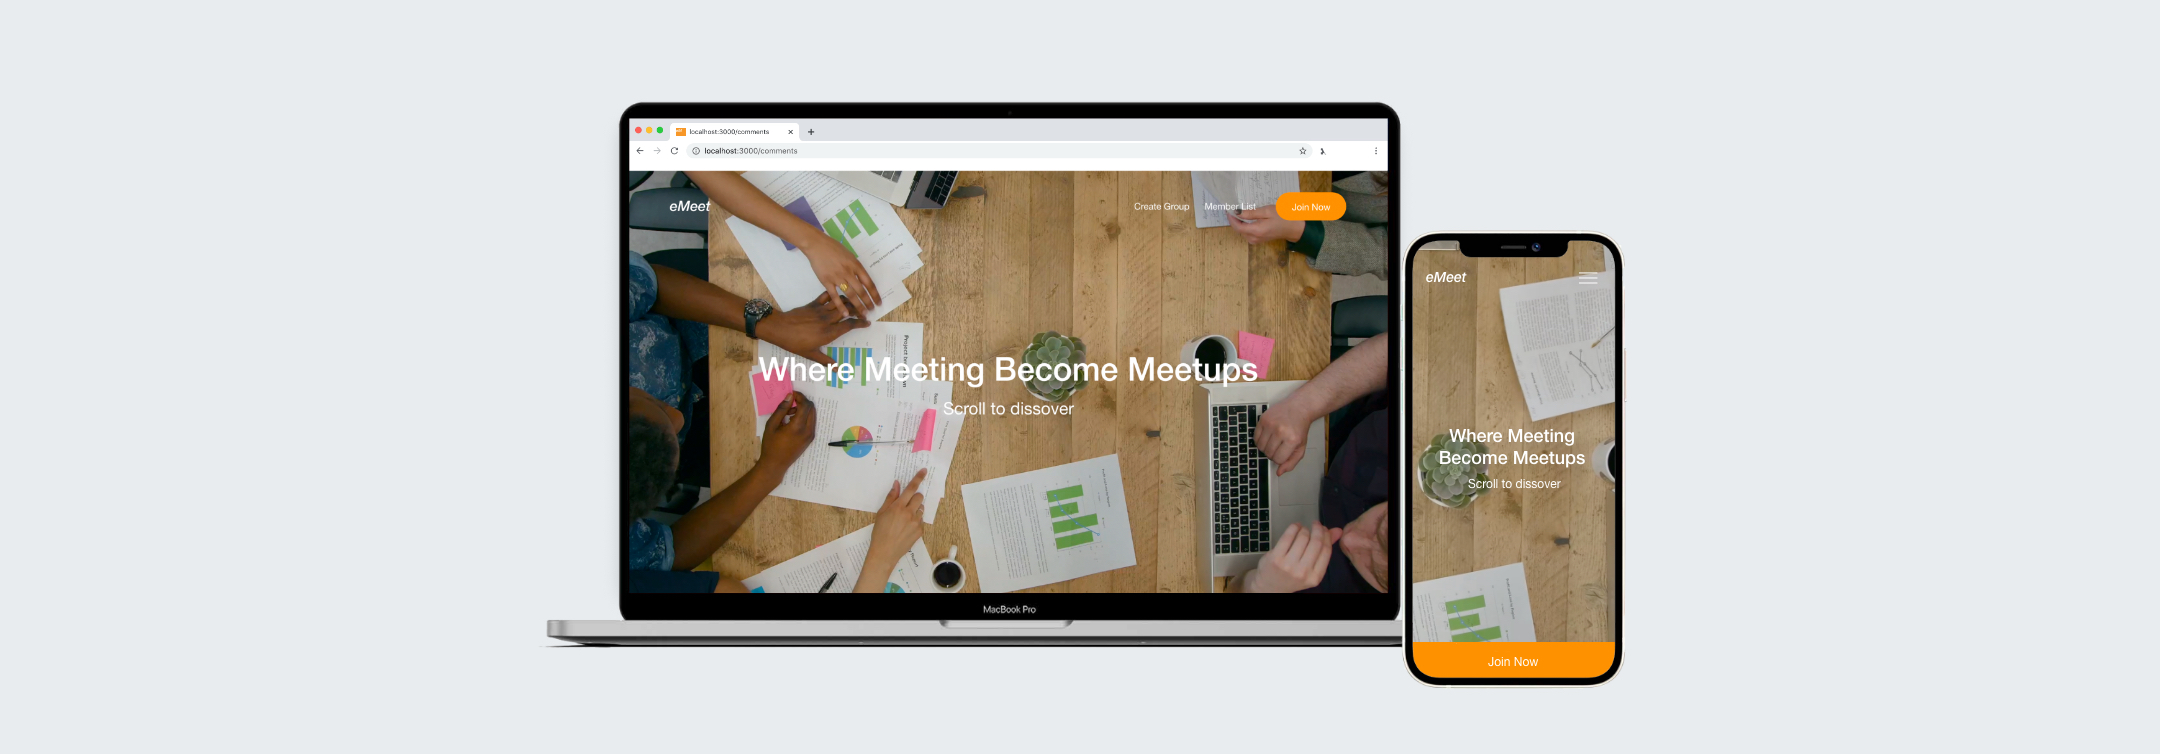 localhost:3000/comments
localhost:3000/comments
eMeet
Create Group
Member List
Join Now
Where Meeting Become Meetups
Scroll to dissover
MacBook Pro
eMeet
Where Meeting
Become Meetups
Scroll to dissover
Join Now